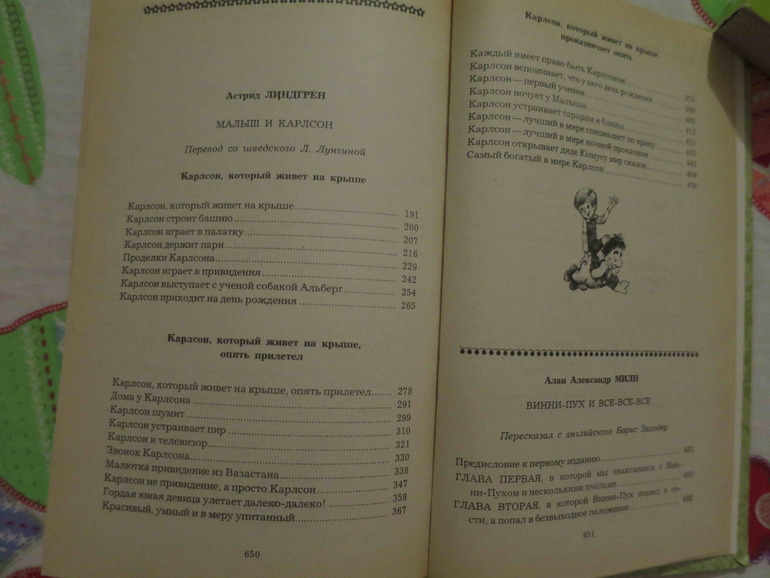 Астрид ЛИНДГРЕН
МАЛЫШ И КАРЛСОН
Перевод со шведского Л. Лунгиной
Карлсон, который живет на крыше
Карлсон, который живет на крыше 191
Карлсон строит башню 200
Карлсон играет в палатку 207
Карлсон держит пари 216
Проделки Карлсона 229
Карлсон играет в привидения 242
Карлсон выступает с ученой собакой Альберг 254
Карлсон приходит на день рождения 265
Карлсон, который живет на крыше,
опять прилетел
Карлсон, который живет на крыше, опять прилетел 278
Дома у Карлсона 291
Карлсон шумит 299
Карлсон устраивает пир 310
Карлсон и телевизор 321
Звонок Карлсона 330
Малютка привидение из Вазастана 338
Карлсон не привидение, а просто Карлсон 347
Гордая юная девица улетает далеко-далеко! 358
Красивый, умный и в меру упитанный 367
650
Карлсон, который живет на крыше,
проказничает опять
Каждый имеет право быть Карлсоном
Карлсон вспоминает, что у него день рождения
Карлсон — первый ученик
Карлсон ночует у Малыша
Карлсон устраивает тарарам и блины
Карлсон — лучший в мире специалист по храпу
Карлсон — лучший в мире ночной проказник
Карлсон открывает дяде Юлиусу мир сказок
Самый богатый в мире Карлсон
Алан Александр МИЛН
ВИННИ-ПУХ И ВСЕ-ВСЕ-ВСЕ
Пересказал с английского Борис Заходер
Предисловие к первому изданию
ГЛАВА ПЕРВАЯ, в которой мы знакомимся с Вин-
ни-Пухом и несколькими пчёлами
ГЛАВА ВТОРАЯ, в которой Винни-Пух пошел в го-
сти, а попал в безвыходное положение
651